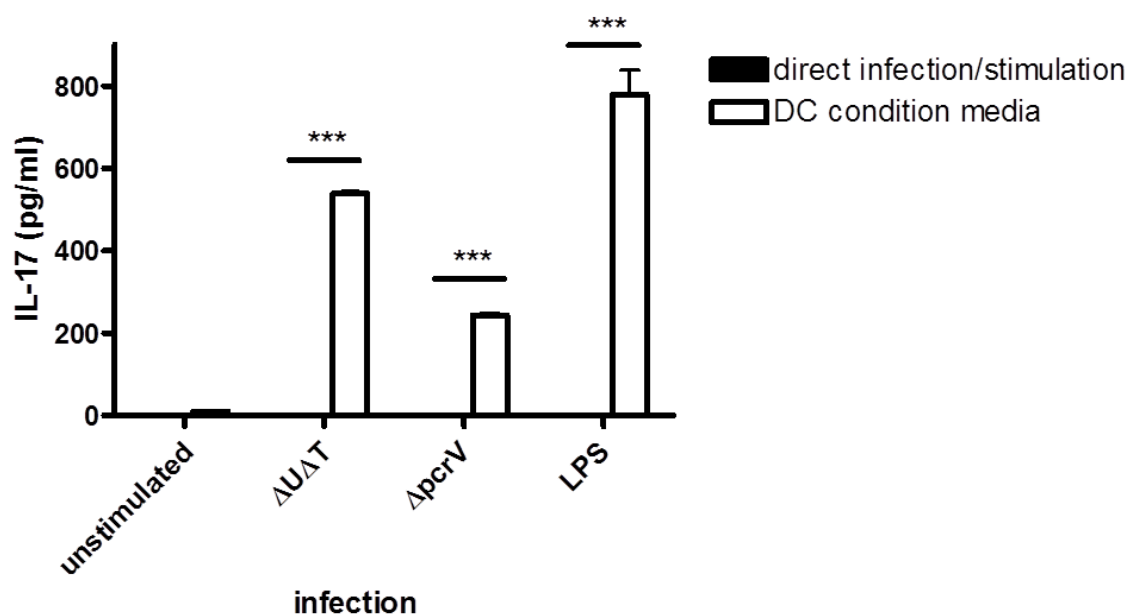 ***
direct infection/stimulation
DC condition media
***
***
***
IL-17 (pg/ml)
800
600
400
200
0
unstimulated
ΔUΔT
ΔpcrV
LPS
infection